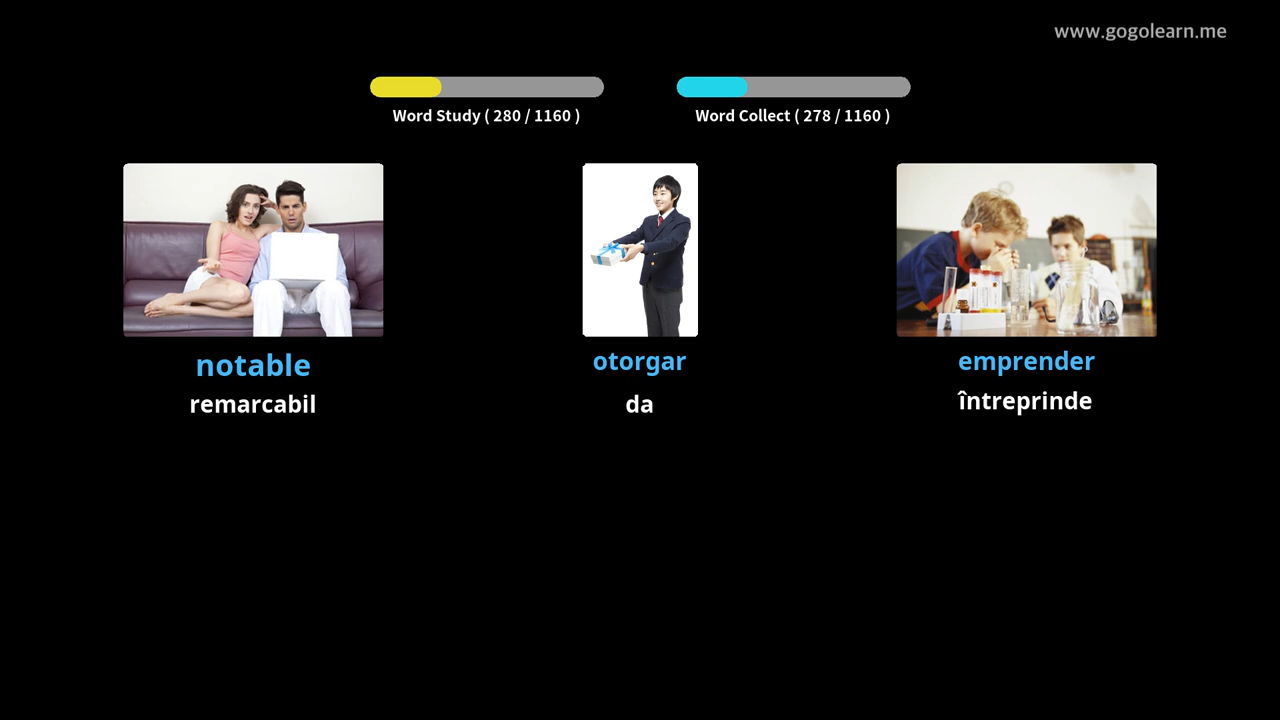 www.gogolearn.me
Word Study ( 280 / 1160 )
Word Collect ( 278 / 1160 )
notable
otorgar
emprender
remarcabil
da
întreprinde